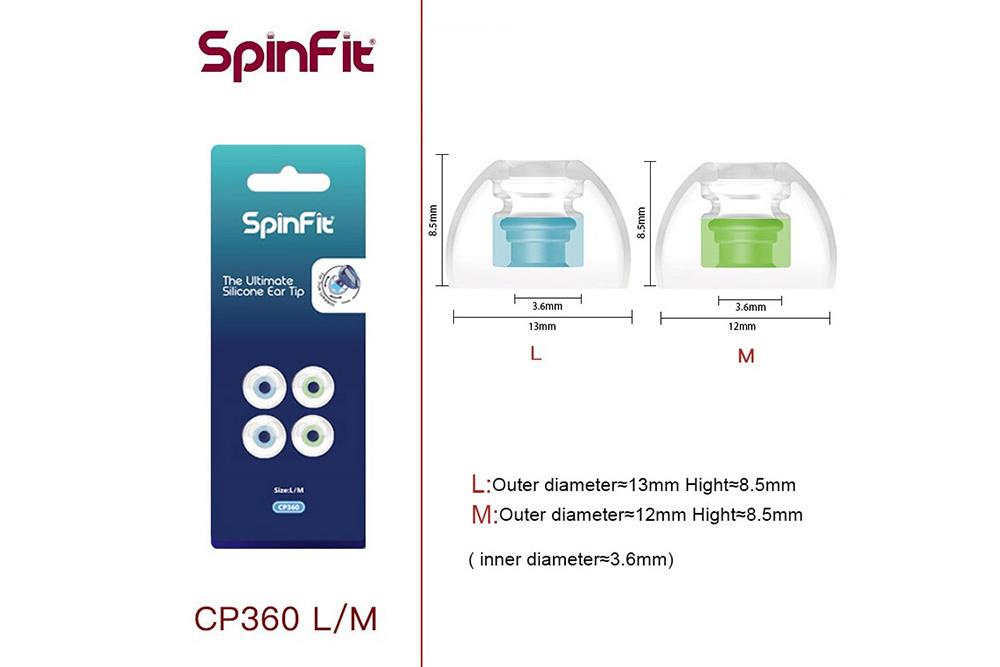 SpinFit®
SpinFit®
The Ultimate
Silicone Ear Tip
Size:L/M
CP360
CP360 L/M
8.5mm
3.6mm
13mm
L
8.5mm
3.6mm
12mm
M
L:Outer diameter≈13mm Hight≈8.5mm
M:Outer diameter≈12mm Hight≈8.5mm
( inner diameter≈3.6mm)